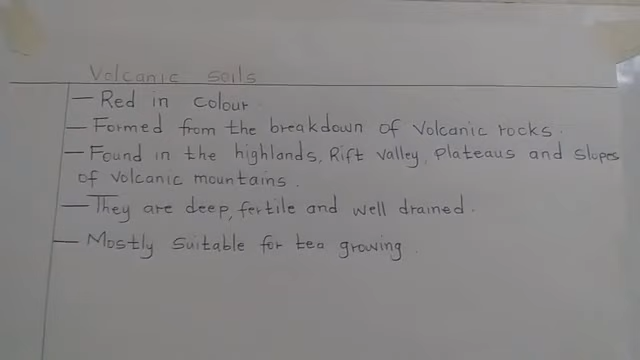 Volcanic soils
— Red in colour
— Formed from the breakdown of Volcanic rocks.
— Found in the highlands, Rift valley, Plateaus and slopes
of volcanic mountains.
— They are deep, fertile and well drained.
— Mostly suitable for tea growing.